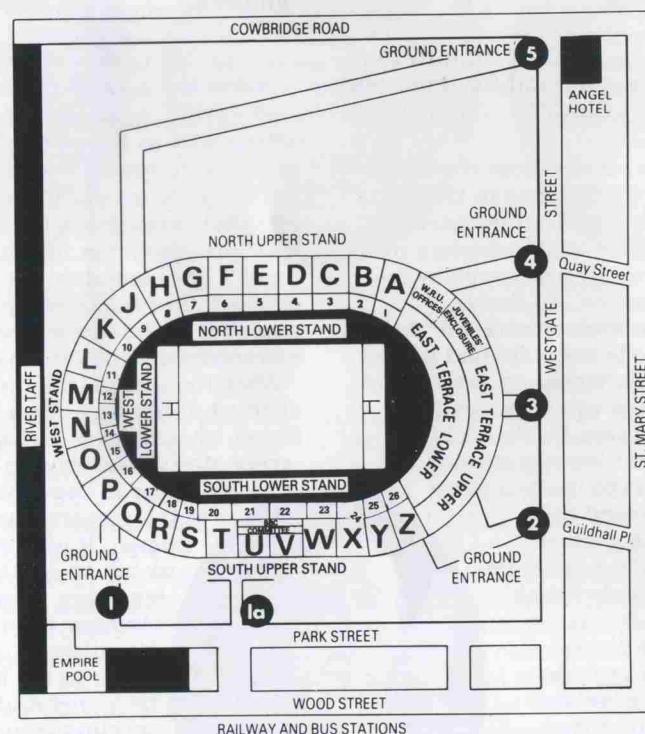 COWBRIDGE ROAD
GROUND ENTRANCE
5
ANGEL
HOTEL
STREET
GROUND
ENTRANCE
NORTH UPPER STAND
4
Quay Street
J H G F E D C B A
W.R.U.
OFFICES
JUVENILES'
ENCLOSURE
9 8 7 6 5 4 3 2 1
NORTH LOWER STAND
K
10
L
11
M
12
N
13
14
O
15
P
16
RIVER TAFF
WEST STAND
WEST
LOWER STAND
EAST TERRACE LOWER
EAST TERRACE UPPER
WESTGATE
3
ST. MARY STREET
SOUTH LOWER STAND
17 18 19 20 21 22 23 24 25 26
BBC
COMMITTEE
Q R S T U V W X Y Z
2
Guildhall Pl.
SOUTH UPPER STAND
GROUND
ENTRANCE
GROUND
ENTRANCE
1
1a
PARK STREET
EMPIRE
POOL
WOOD STREET
RAILWAY AND BUS STATIONS